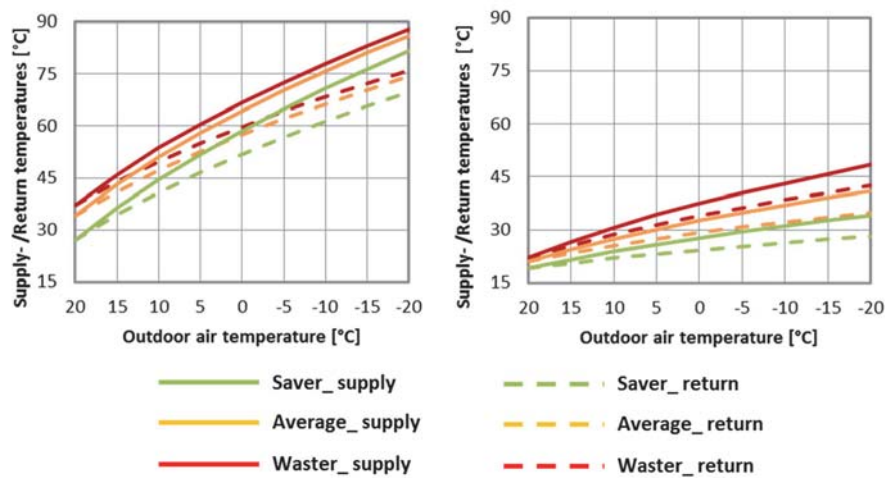 Supply- /Return temperatures [°C]
90
75
60
45
30
15
20 15 10 5 0 -5 -10 -15 -20
Outdoor air temperature [°C]
Supply- /Return temperatures [°C]
90
75
60
45
30
15
20 15 10 5 0 -5 -10 -15 -20
Outdoor air temperature [°C]
Saver_ supply
Average_ supply
Waster_ supply
Saver_ return
Average_ return
Waster_ return